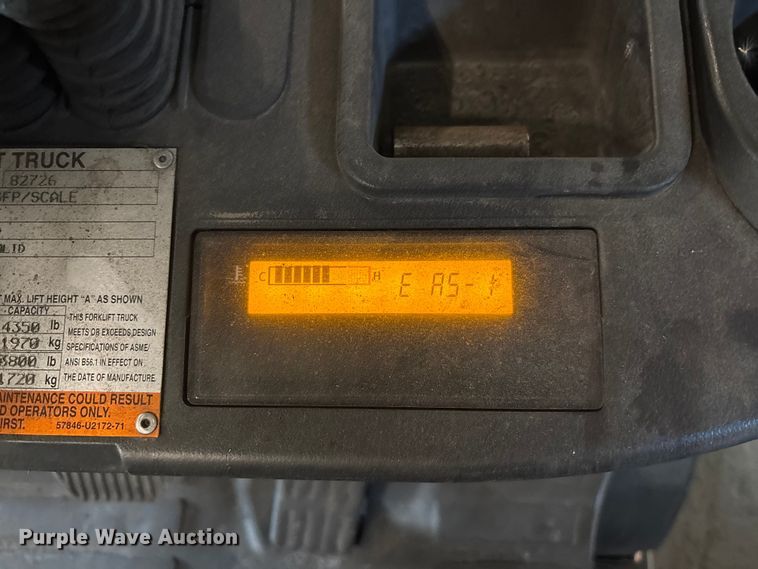 T TRUCK
82726
SFP/SCALE
OLID
T MAX. LIFT HEIGHT "A" AS SHOWN
CAPACITY
4350 lb
1970 kg
3800 lb
1720 kg
THIS FORKLIFT TRUCK
MEETS OR EXCEEDS DESIGN
SPECIFICATIONS OF ASME/
ANSI B56.1 IN EFFECT ON
THE DATE OF MANUFACTURE.
AINTENANCE COULD RESULT
D OPERATORS ONLY.
IRST. 57846-U2172-71
C H E AS-1
Purple Wave Auction